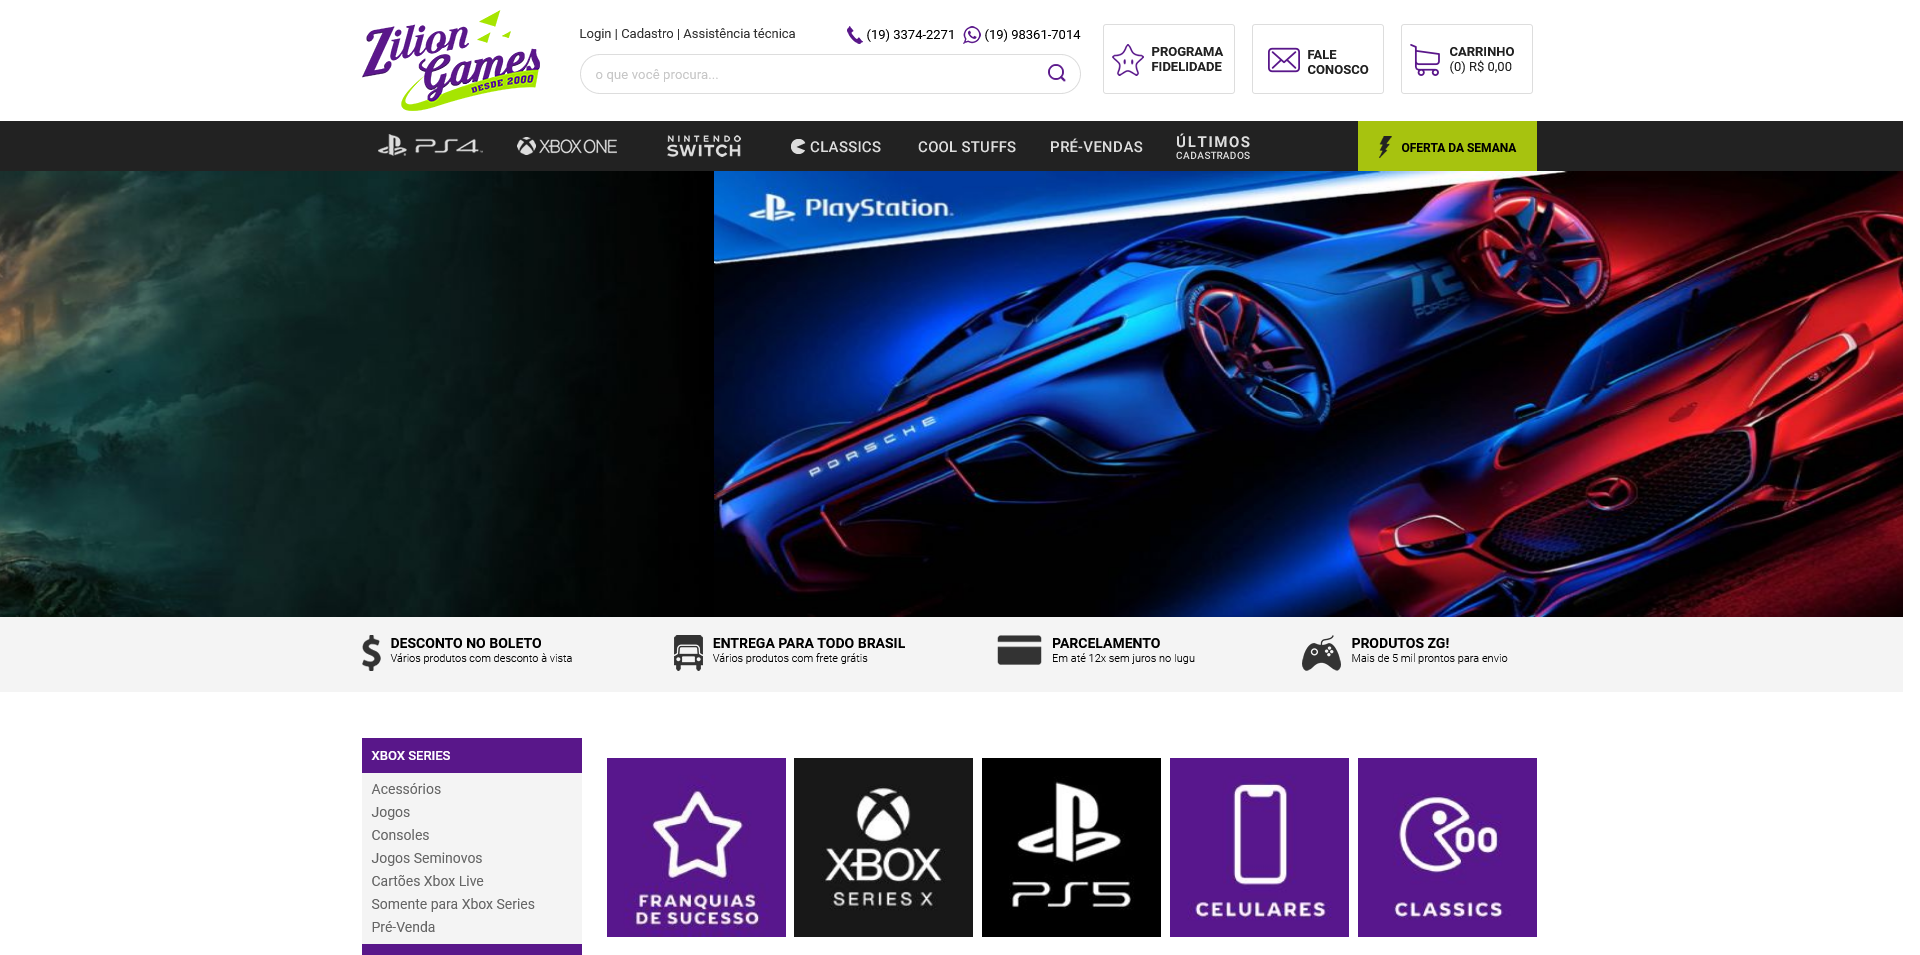 Zilion
Games
DESDE 2000
Login | Cadastro | Assistência técnica
(19) 3374-2271
(19) 98361-7014
o que você procura...
PROGRAMA
FIDELIDADE
FALE
CONOSCO
CARRINHO
(0) R$ 0,00
PS4
XBOX ONE
NINTENDO
SWITCH
CLASSICS
COOL STUFFS
PRÉ-VENDAS
ÚLTIMOS
CADASTRADOS
OFERTA DA SEMANA
PlayStation
72
PORSCHE
PORSCHE
DESCONTO NO BOLETO
Vários produtos com desconto à vista
ENTREGA PARA TODO BRASIL
Vários produtos com frete grátis
PARCELAMENTO
Em até 12x sem juros no Iugu
PRODUTOS ZG!
Mais de 5 mil prontos para envio
XBOX SERIES
Acessórios
Jogos
Consoles
Jogos Seminovos
Cartões Xbox Live
Somente para Xbox Series
Pré-Venda
FRANQUIAS
DE SUCESSO
XBOX
SERIES X
PS5
CELULARES
CLASSICS